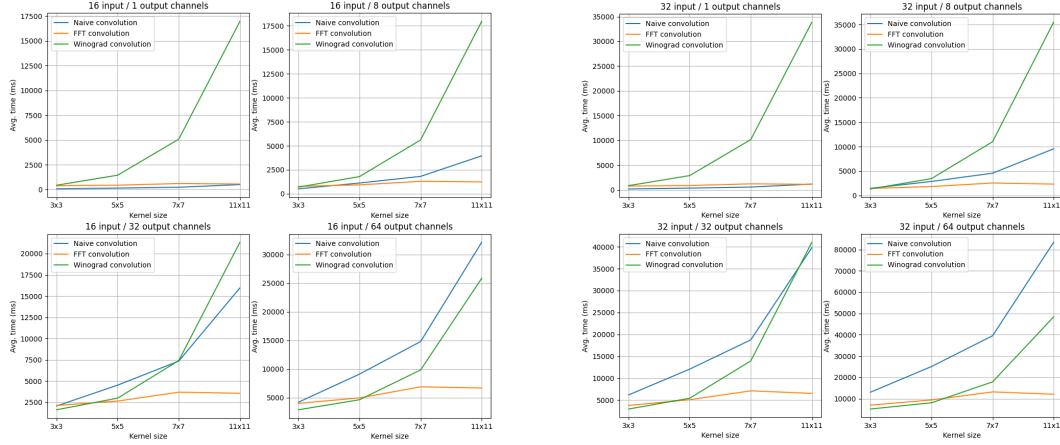 16 input / 1 output channels
Naive convolution
FFT convolution
Winograd convolution
Avg. time (ms)
17500
15000
12500
10000
7500
5000
2500
0
3x3 5x5 7x7 11x11
Kernel size
16 input / 8 output channels
Naive convolution
FFT convolution
Winograd convolution
Avg. time (ms)
17500
15000
12500
10000
7500
5000
2500
0
3x3 5x5 7x7 11x11
Kernel size
32 input / 1 output channels
Naive convolution
FFT convolution
Winograd convolution
Avg. time (ms)
35000
30000
25000
20000
15000
10000
5000
0
3x3 5x5 7x7 11x11
Kernel size
32 input / 8 output channels
Naive convolution
FFT convolution
Winograd convolution
Avg. time (ms)
35000
30000
25000
20000
15000
10000
5000
0
3x3 5x5 7x7 11x11
Kernel size
16 input / 32 output channels
Naive convolution
FFT convolution
Winograd convolution
Avg. time (ms)
20000
17500
15000
12500
10000
7500
5000
2500
3x3 5x5 7x7 11x11
Kernel size
16 input / 64 output channels
Naive convolution
FFT convolution
Winograd convolution
Avg. time (ms)
30000
25000
20000
15000
10000
5000
3x3 5x5 7x7 11x11
Kernel size
32 input / 32 output channels
Naive convolution
FFT convolution
Winograd convolution
Avg. time (ms)
40000
35000
30000
25000
20000
15000
10000
5000
3x3 5x5 7x7 11x11
Kernel size
32 input / 64 output channels
Naive convolution
FFT convolution
Winograd convolution
Avg. time (ms)
80000
70000
60000
50000
40000
30000
20000
10000
3x3 5x5 7x7 11x11
Kernel size